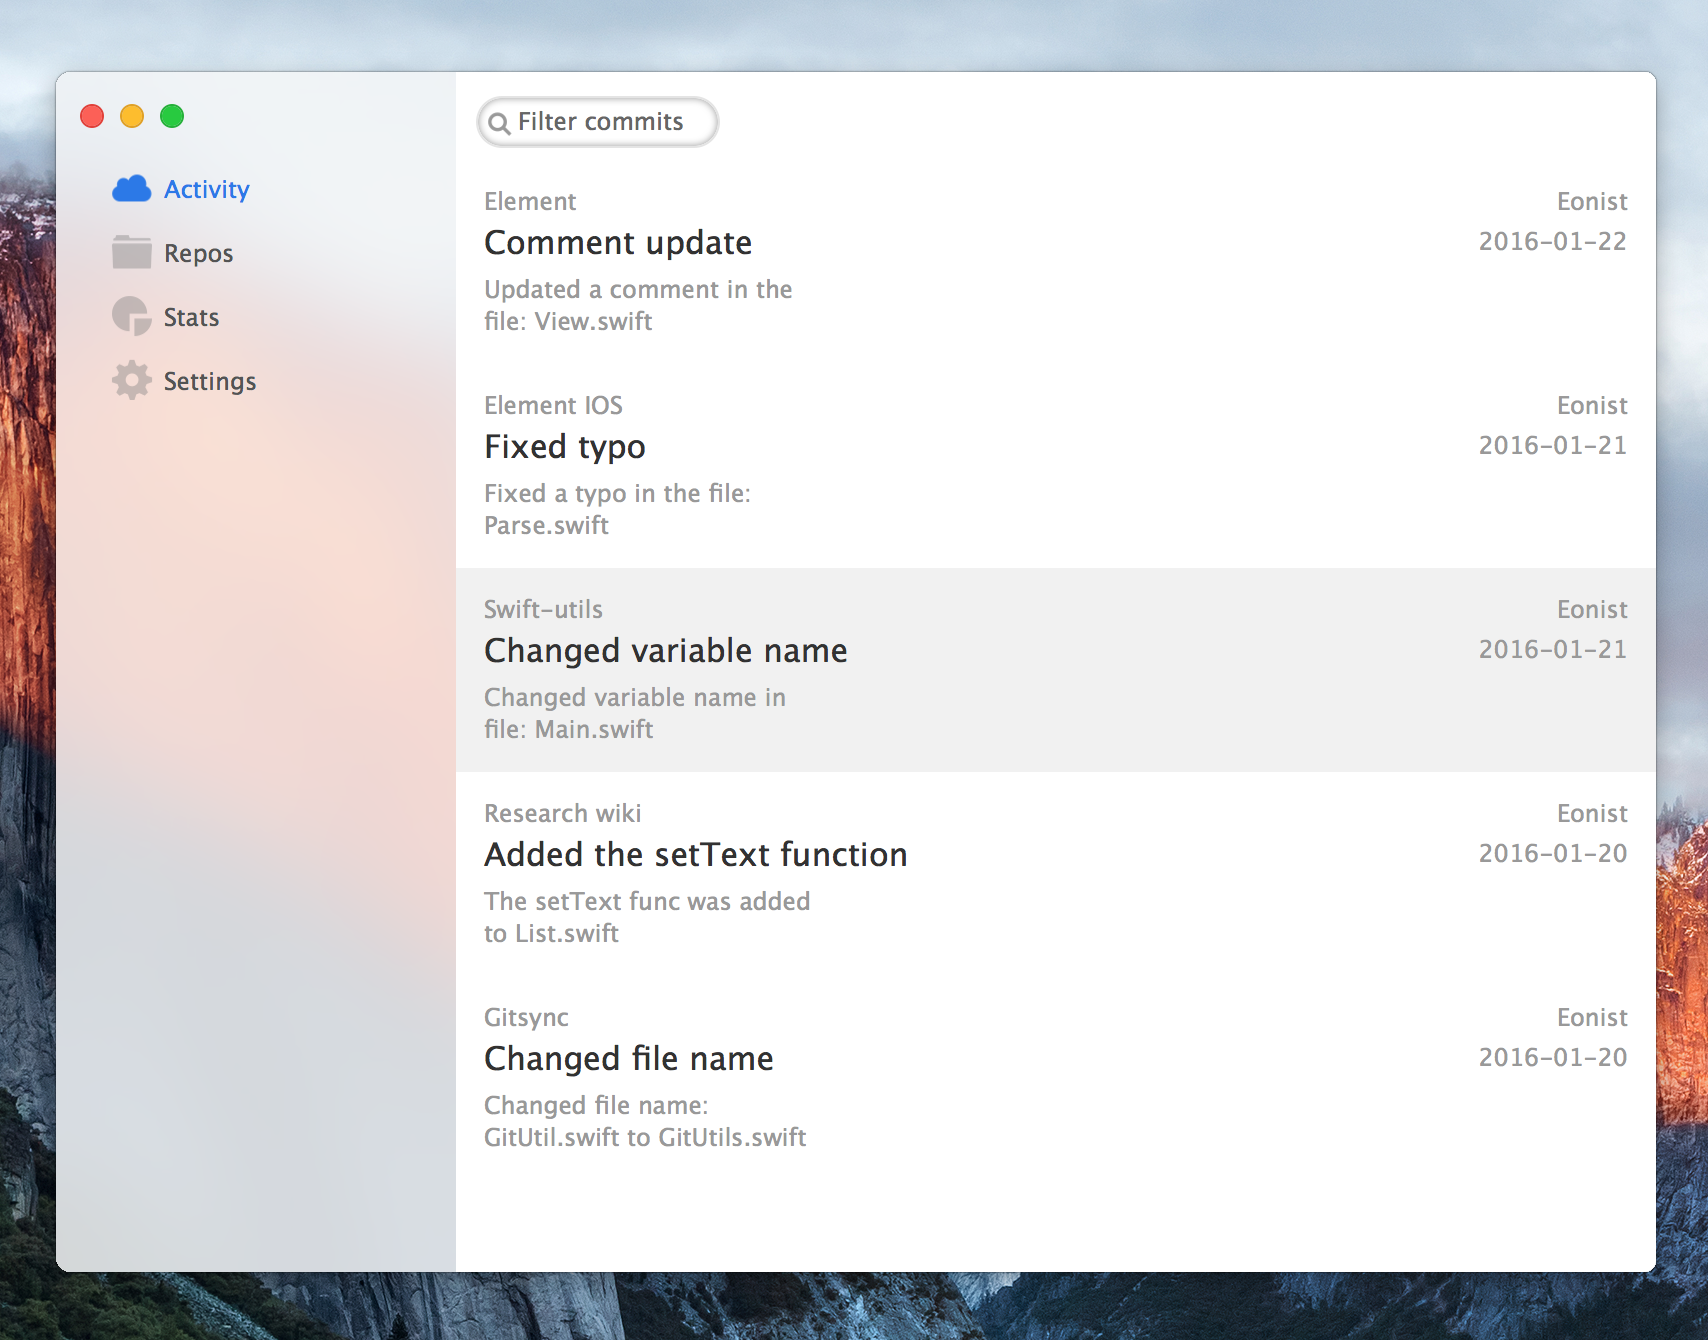 Activity
Repos
Stats
Settings
Filter commits
Element
Eonist
Comment update
2016-01-22
Updated a comment in the
file: View.swift
Element IOS
Eonist
Fixed typo
2016-01-21
Fixed a typo in the file:
Parse.swift
Swift-utils
Eonist
Changed variable name
2016-01-21
Changed variable name in
file: Main.swift
Research wiki
Eonist
Added the setText function
2016-01-20
The setText func was added
to List.swift
Gitsync
Eonist
Changed file name
2016-01-20
Changed file name:
GitUtil.swift to GitUtils.swift